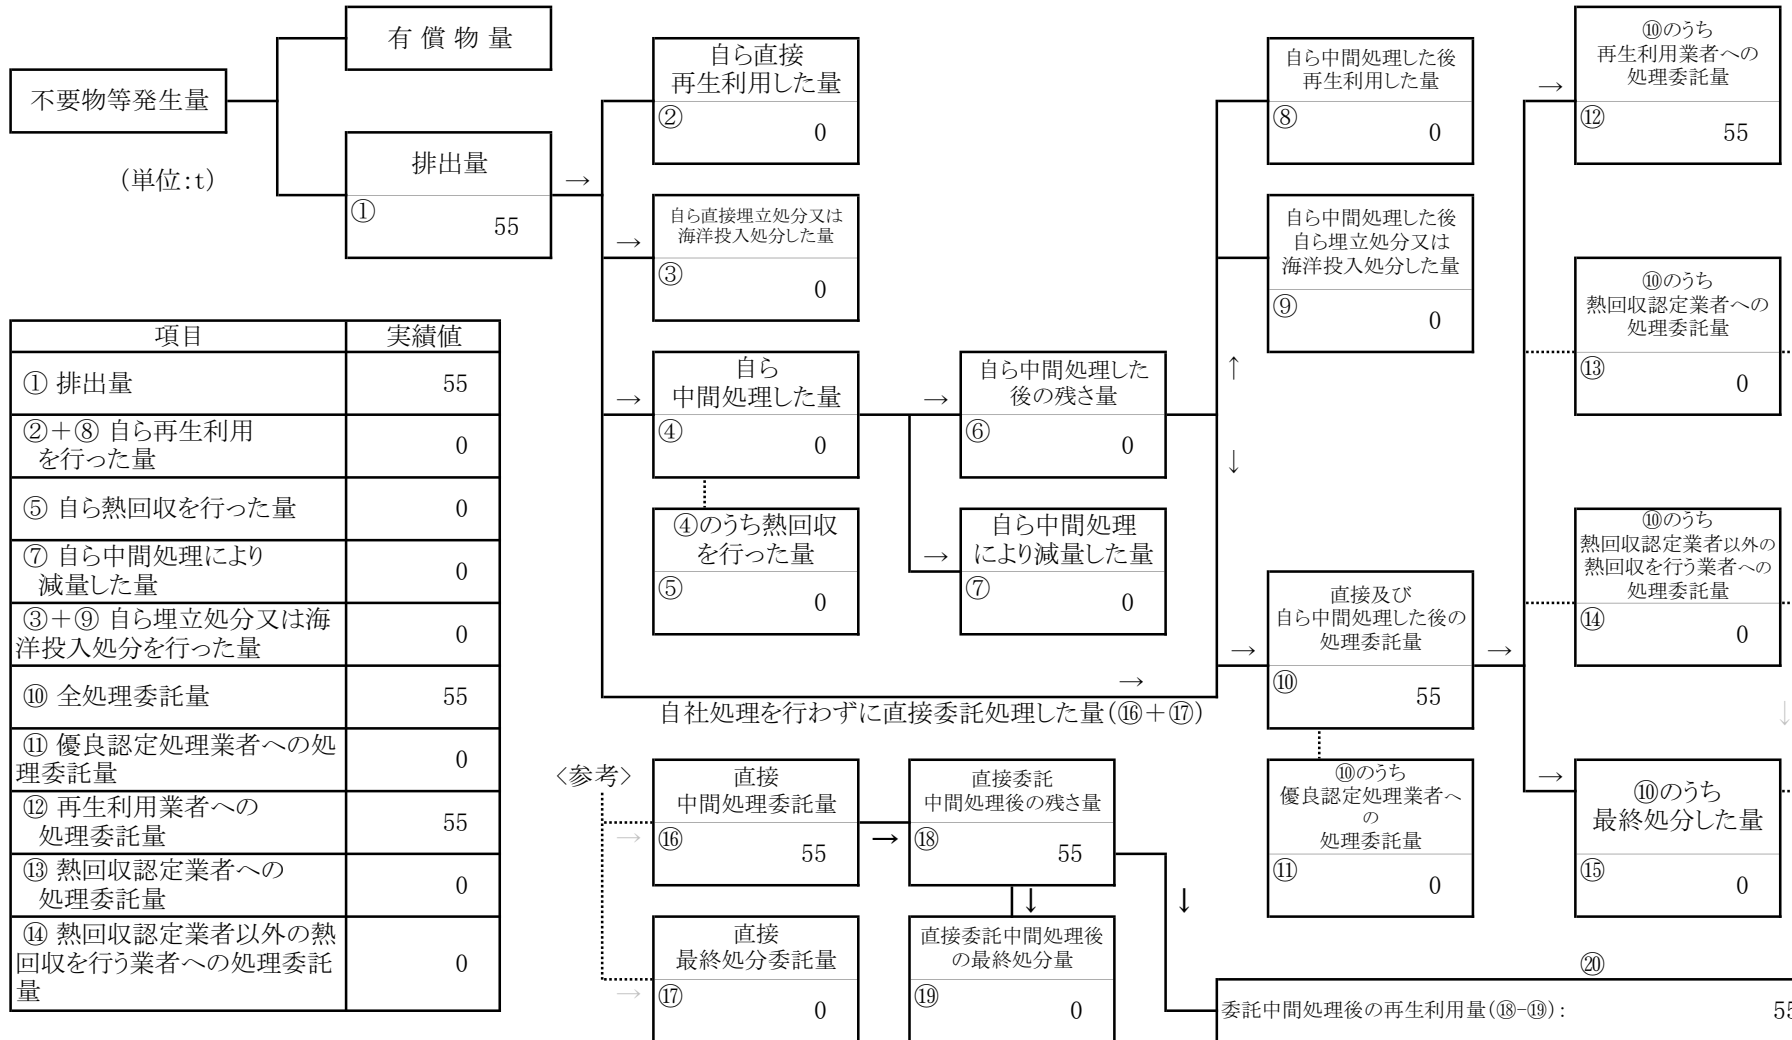 有 償 物 量
不要物等発生量
(単位:t)
排出量
①
55
→
自ら直接
再生利用した量
②
0
→
自ら直接埋立処分又は
海洋投入処分した量
③
0
→
自ら
中間処理した量
④
0
④のうち熱回収
を行った量
⑤
0
→
自ら中間処理した
後の残さ量
⑥
0
→
自ら中間処理
により減量した量
⑦
0
自ら中間処理した後
再生利用した量
⑧
0
自ら中間処理した後
自ら埋立処分又は
海洋投入処分した量
⑨
0
↑
↓
→
自社処理を行わずに直接委託処理した量(⑯+⑰)
→
直接及び
自ら中間処理した後の
処理委託量
⑩
55
⑩のうち
優良認定処理業者へ
の
処理委託量
⑪
0
→
→
⑩のうち
再生利用業者への
処理委託量
⑫
55
⑩のうち
熱回収認定業者への
処理委託量
⑬
0
⑩のうち
熱回収認定業者以外の
熱回収を行う業者への
処理委託量
⑭
0
↓
→
⑩のうち
最終処分した量
⑮
0
項目 実績値
① 排出量 55
②+⑧ 自ら再生利用
を行った量 0
⑤ 自ら熱回収を行った量 0
⑦ 自ら中間処理により
減量した量 0
③+⑨ 自ら埋立処分又は海
洋投入処分を行った量 0
⑩ 全処理委託量 55
⑪ 優良認定処理業者への処
理委託量 0
⑫ 再生利用業者への
処理委託量 55
⑬ 熱回収認定業者への
処理委託量 0
⑭ 熱回収認定業者以外の熱
回収を行う業者への処理委託
量 0
〈参考〉
→
直接
中間処理委託量
⑯
55
→
直接委託
中間処理後の残さ量
⑱
55
↓
↓
→
直接
最終処分委託量
⑰
0
直接委託中間処理後
の最終処分量
⑲
0
⑳
委託中間処理後の再生利用量(⑱-⑲): 55